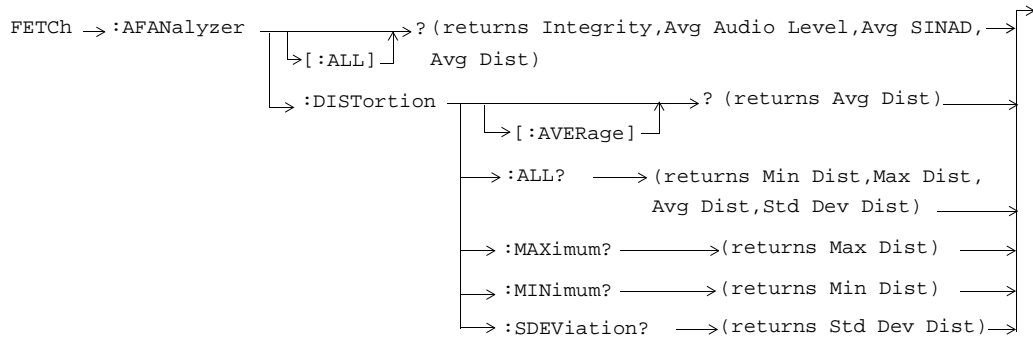 FETCh :AFANalyzer ? (returns Integrity,Avg Audio Level,Avg SINAD,
[:ALL] Avg Dist)
:DISTortion ? (returns Avg Dist)
[:AVERage]
:ALL? (returns Min Dist,Max Dist,
Avg Dist,Std Dev Dist)
:MAXimum? (returns Max Dist)
:MINimum? (returns Min Dist)
:SDEViation? (returns Std Dev Dist)